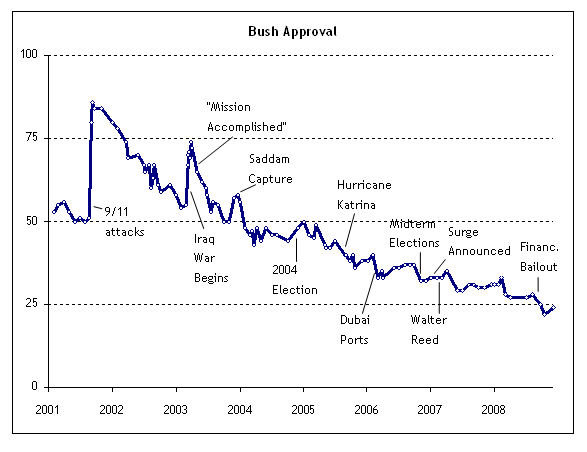 Bush Approval
100
75
50
25
0
"Mission
Accomplished"
Saddam
Capture
Hurricane
Katrina
9/11
attacks
Iraq
War
Begins
2004
Election
Midterm
Elections
Surge
Announced
Financ.
Bailout
Dubai
Ports
Walter
Reed
2001 2002 2003 2004 2005 2006 2007 2008